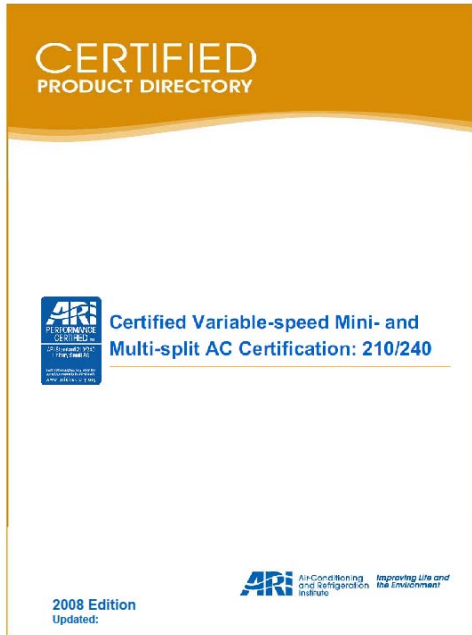 CERTIFIED
PRODUCT DIRECTORY
ARi
PERFORMANCE
CERTIFIED
Certified Variable-speed Mini- and
Multi-split AC Certification: 210/240
ARi
Air-Conditioning
and Refrigeration
Institute
Improving Life and
the Environment
2008 Edition
Updated: